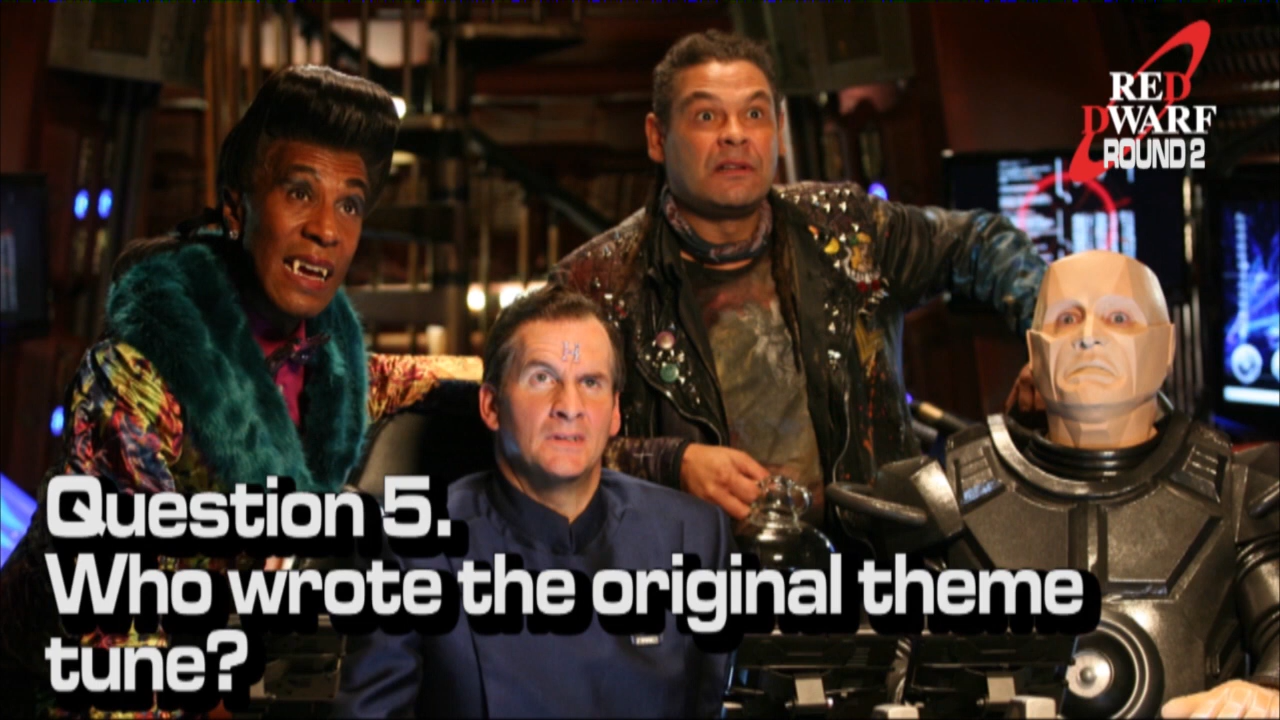 RED
DWARF
ROUND 2
Question 5.
Who wrote the original theme
tune?